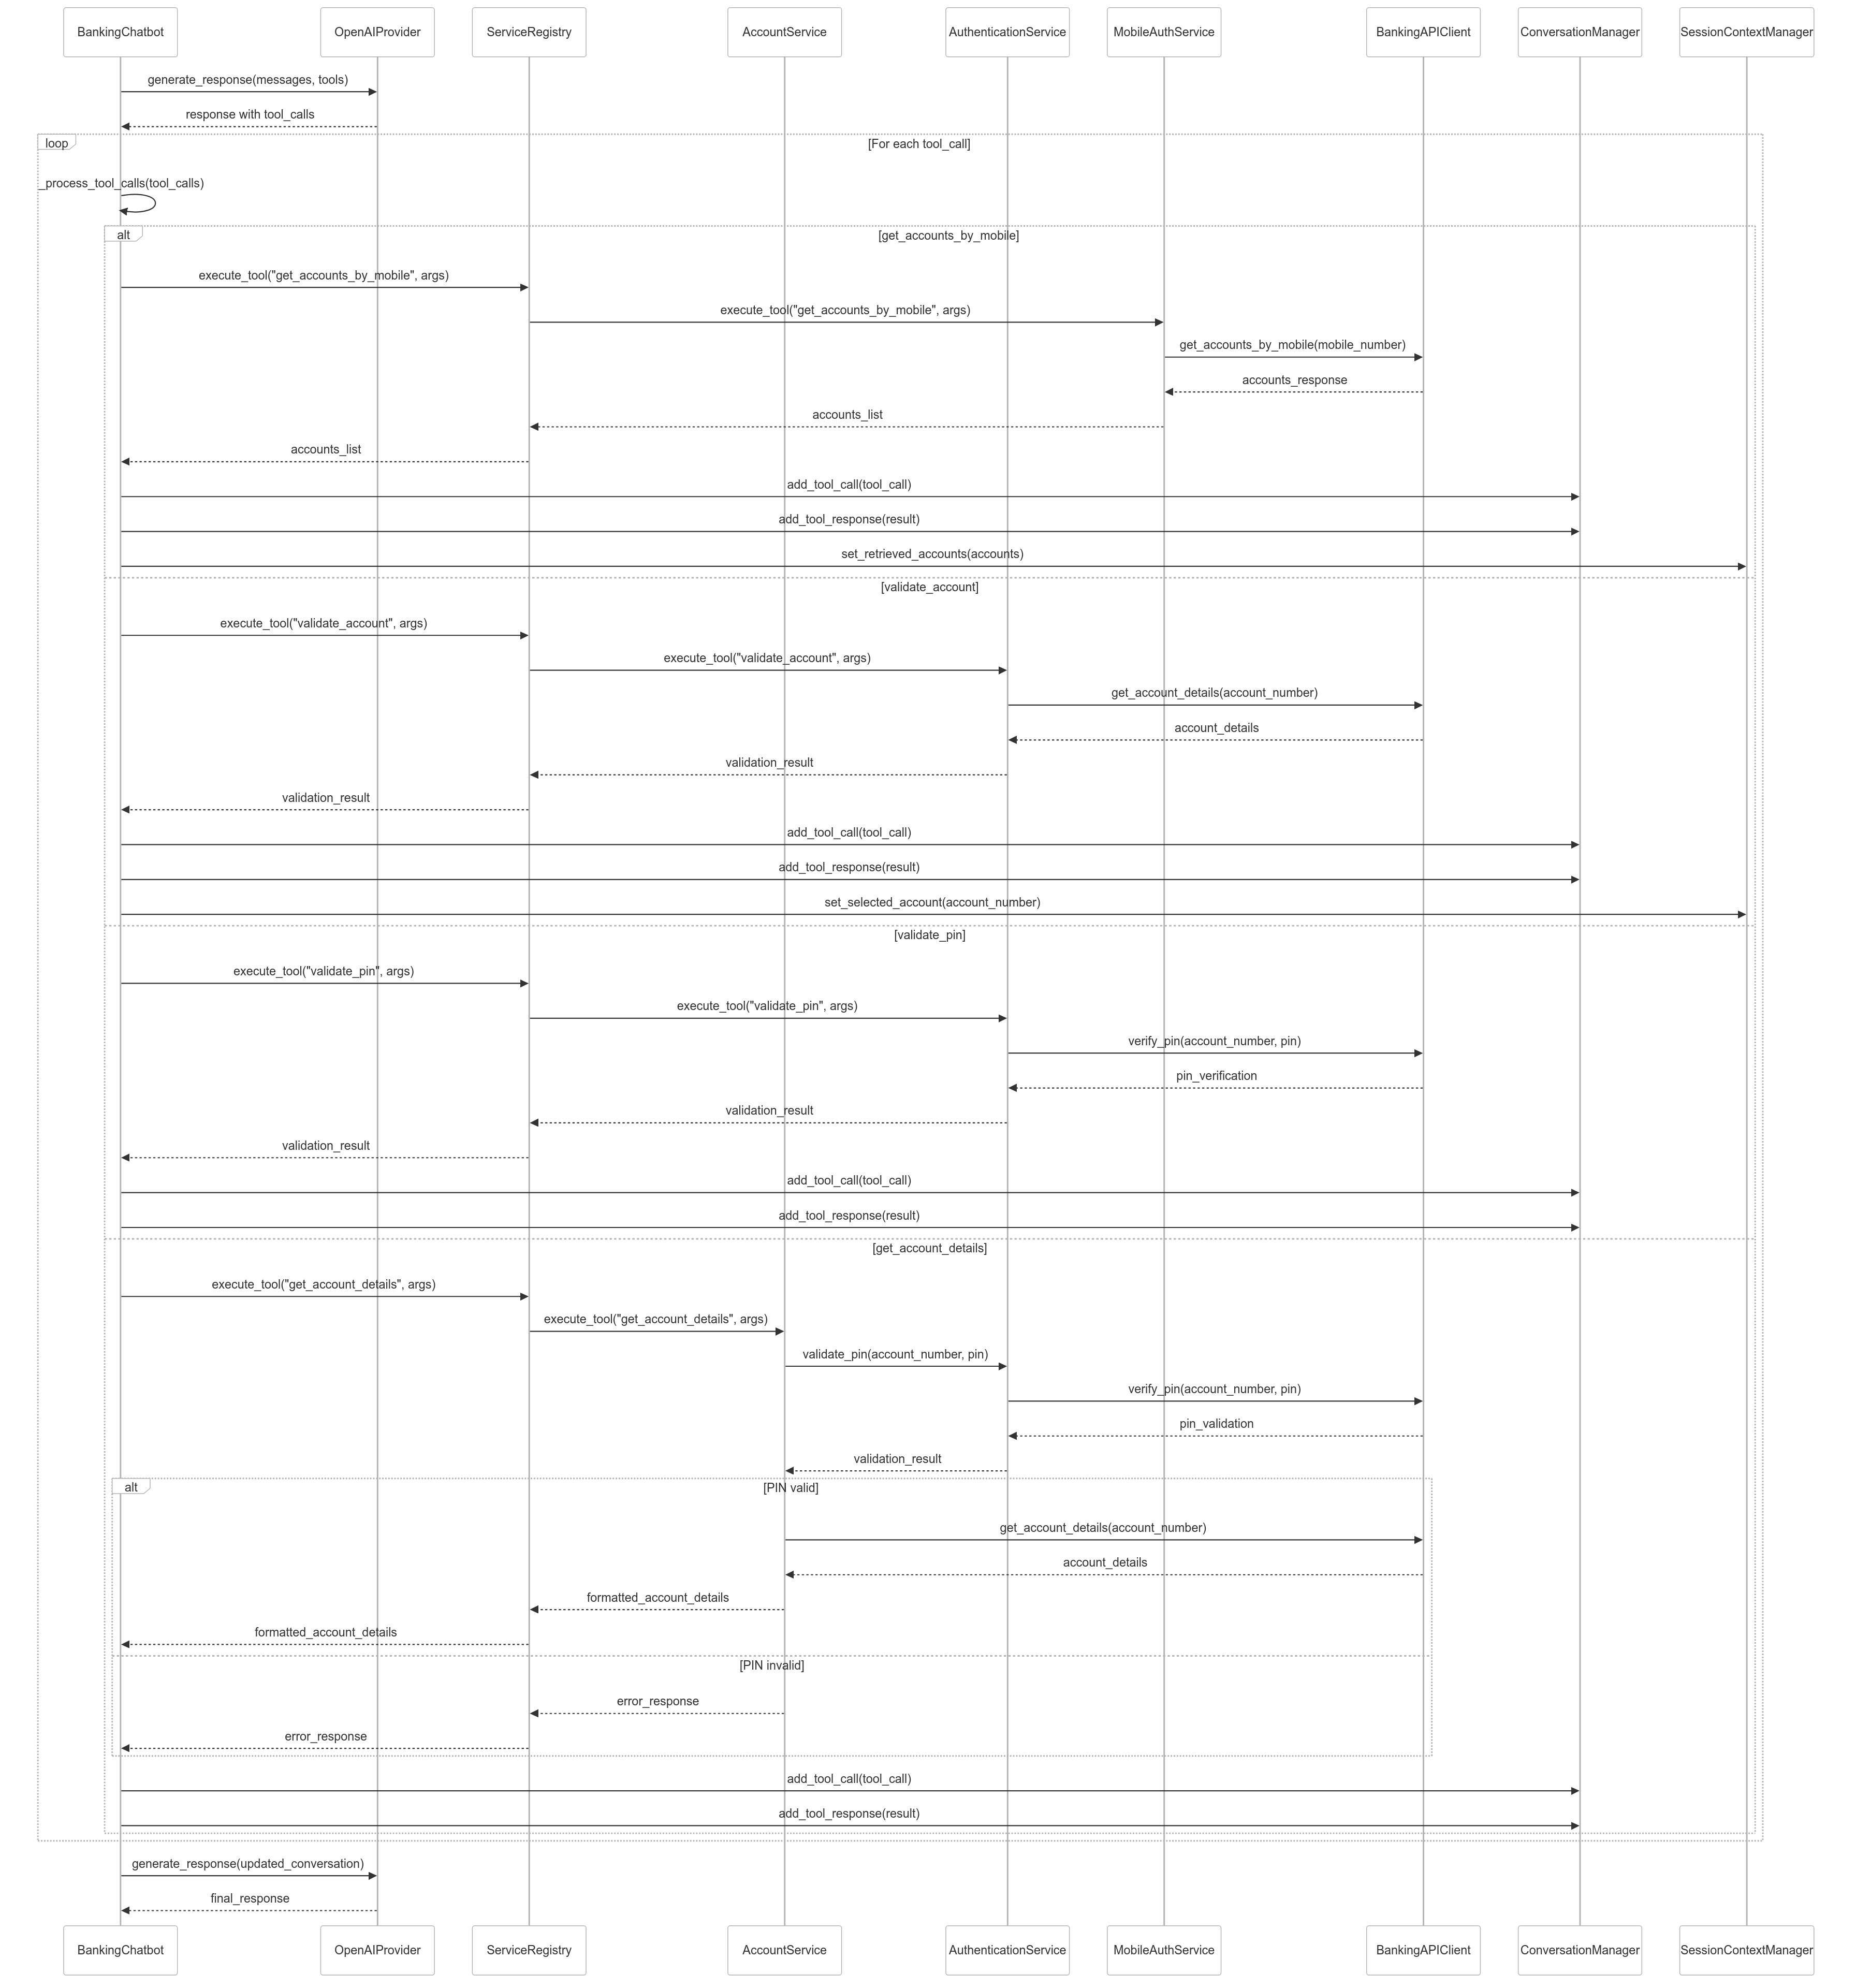 BankingChatbot
OpenAIProvider
ServiceRegistry
AccountService
AuthenticationService
MobileAuthService
BankingAPIClient
ConversationManager
SessionContextManager
generate_response(messages, tools)
response with tool_calls
loop
[For each tool_call]
_process_tool_calls(tool_calls)
alt
[get_accounts_by_mobile]
execute_tool("get_accounts_by_mobile", args)
execute_tool("get_accounts_by_mobile", args)
get_accounts_by_mobile(mobile_number)
accounts_response
accounts_list
accounts_list
add_tool_call(tool_call)
add_tool_response(result)
set_retrieved_accounts(accounts)
[validate_account]
execute_tool("validate_account", args)
execute_tool("validate_account", args)
get_account_details(account_number)
account_details
validation_result
validation_result
add_tool_call(tool_call)
add_tool_response(result)
set_selected_account(account_number)
[validate_pin]
execute_tool("validate_pin", args)
execute_tool("validate_pin", args)
verify_pin(account_number, pin)
pin_verification
validation_result
validation_result
add_tool_call(tool_call)
add_tool_response(result)
[get_account_details]
execute_tool("get_account_details", args)
execute_tool("get_account_details", args)
validate_pin(account_number, pin)
verify_pin(account_number, pin)
pin_validation
validation_result
alt
[PIN valid]
get_account_details(account_number)
account_details
formatted_account_details
formatted_account_details
[PIN invalid]
error_response
error_response
add_tool_call(tool_call)
add_tool_response(result)
generate_response(updated_conversation)
final_response
BankingChatbot
OpenAIProvider
ServiceRegistry
AccountService
AuthenticationService
MobileAuthService
BankingAPIClient
ConversationManager
SessionContextManager